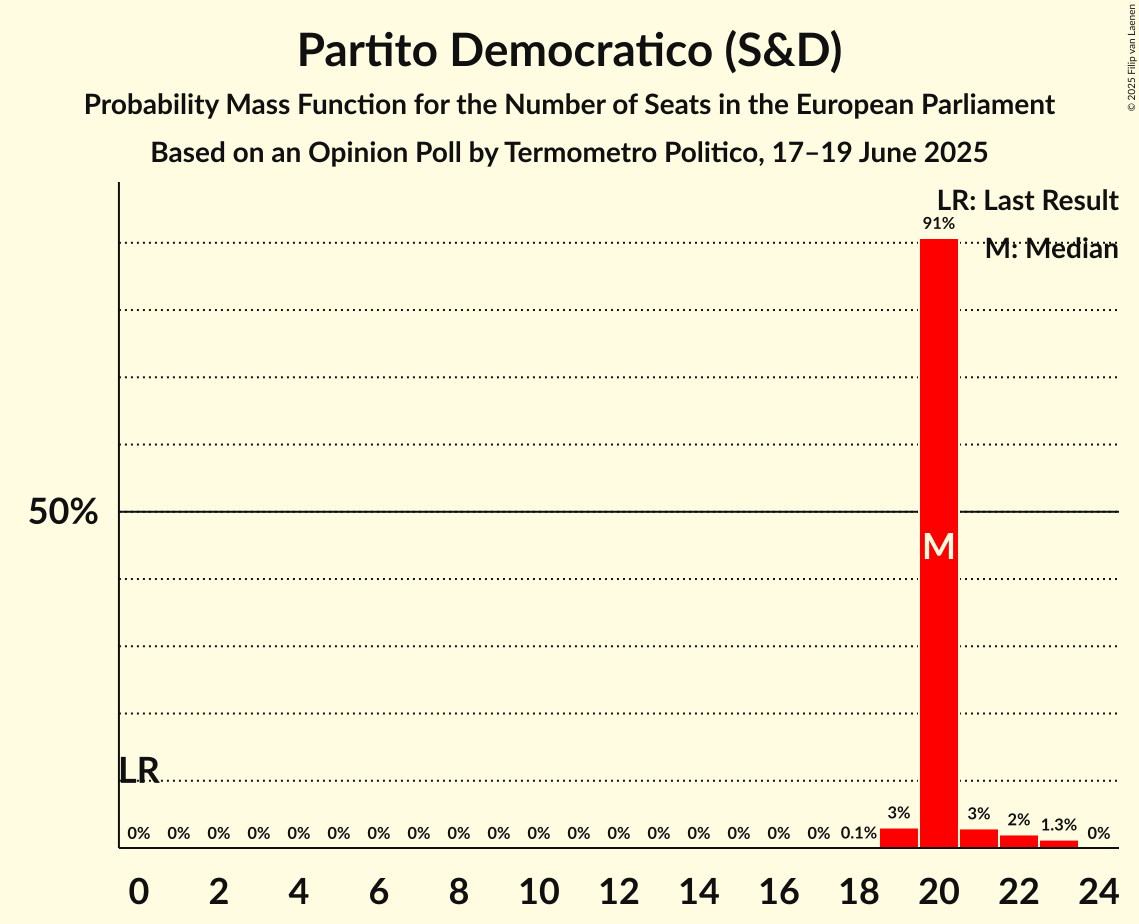 Partito Democratico (S&D)
Probability Mass Function for the Number of Seats in the European Parliament
Based on an Opinion Poll by Termometro Politico, 17–19 June 2025
© 2025 Filip van Laenen
LR: Last Result
M: Median
91%
50%
M
LR
0% 0% 0% 0% 0% 0% 0% 0% 0% 0% 0% 0% 0% 0% 0% 0% 0% 0% 0.1% 3% 3% 2% 1.3% 0%
0 2 4 6 8 10 12 14 16 18 20 22 24